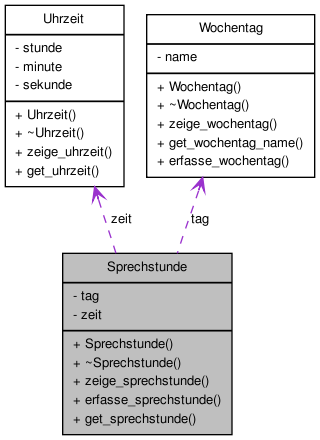 Uhrzeit
- stunde
- minute
- sekunde
+ Uhrzeit()
+ ~Uhrzeit()
+ zeige_uhrzeit()
+ get_uhrzeit()
Wochentag
- name
+ Wochentag()
+ ~Wochentag()
+ zeige_wochentag()
+ get_wochentag_name()
+ erfasse_wochentag()
zeit
tag
Sprechstunde
- tag
- zeit
+ Sprechstunde()
+ ~Sprechstunde()
+ zeige_sprechstunde()
+ erfasse_sprechstunde()
+ get_sprechstunde()